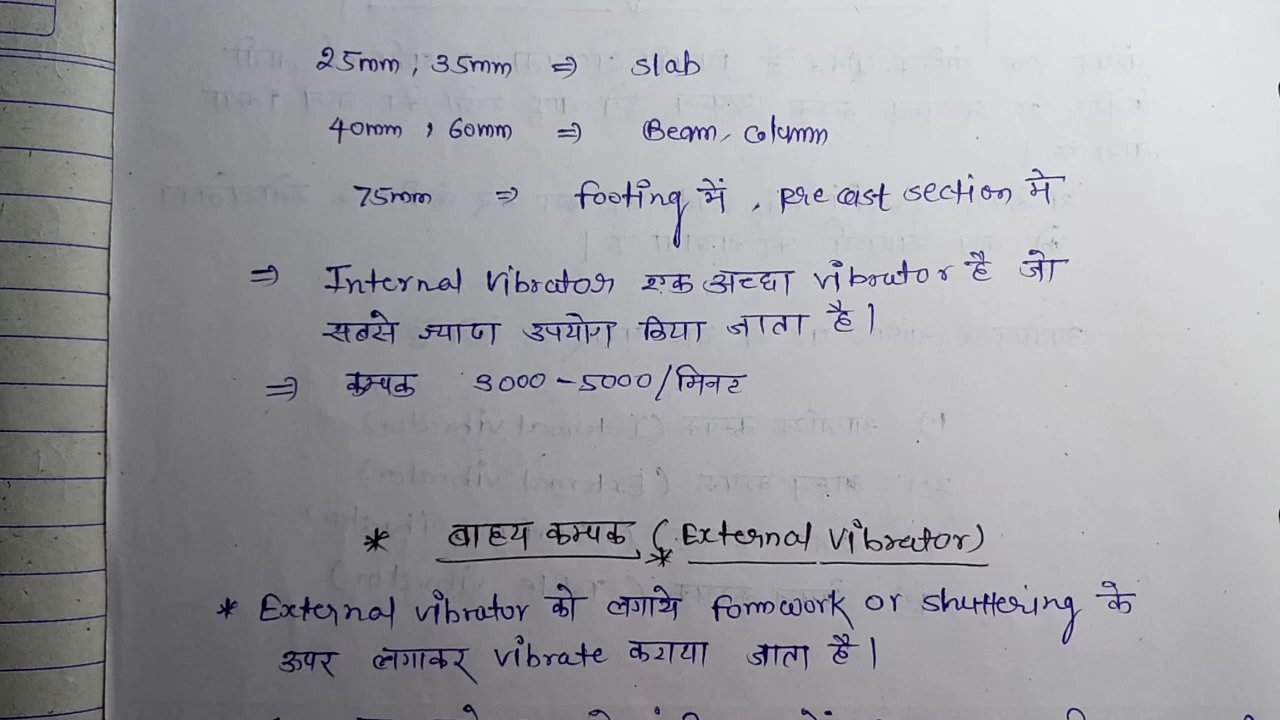 25mm, 35mm ⇒ slab
40mm, 60mm ⇒ Beam, column
75mm ⇒ footing में, precast section मे
⇒ Internal vibrator एक अच्छा vibrator है जो
सबसे ज्यादा उपयोग किया जाता है।
⇒ कम्पक 3000-5000/मिनट
* बाह्य कम्पक (External vibrator)
* External vibrator को लगाये formwork or shuttering के
ऊपर लगाकर vibrate कराया जाता है।